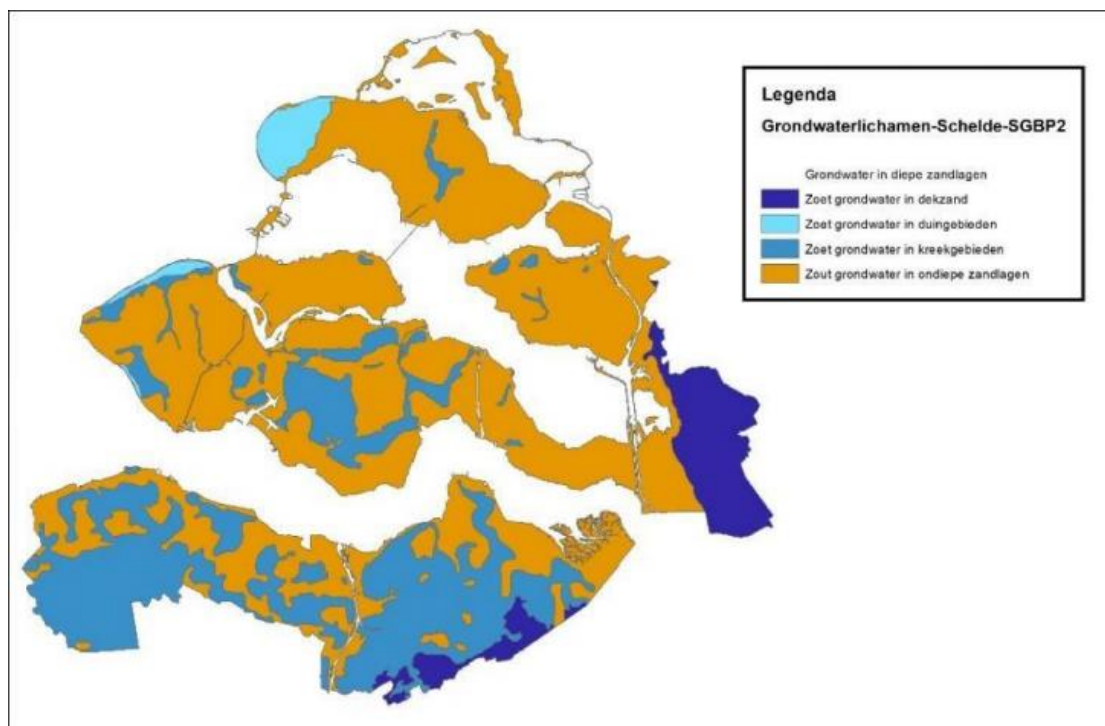 Legenda
Grondwaterlichamen-Schelde-SGBP2
Grondwater in diepe zandlagen
Zoet grondwater in dekzand
Zoet grondwater in duingebieden
Zoet grondwater in kreekgebieden
Zout grondwater in ondiepe zandlagen